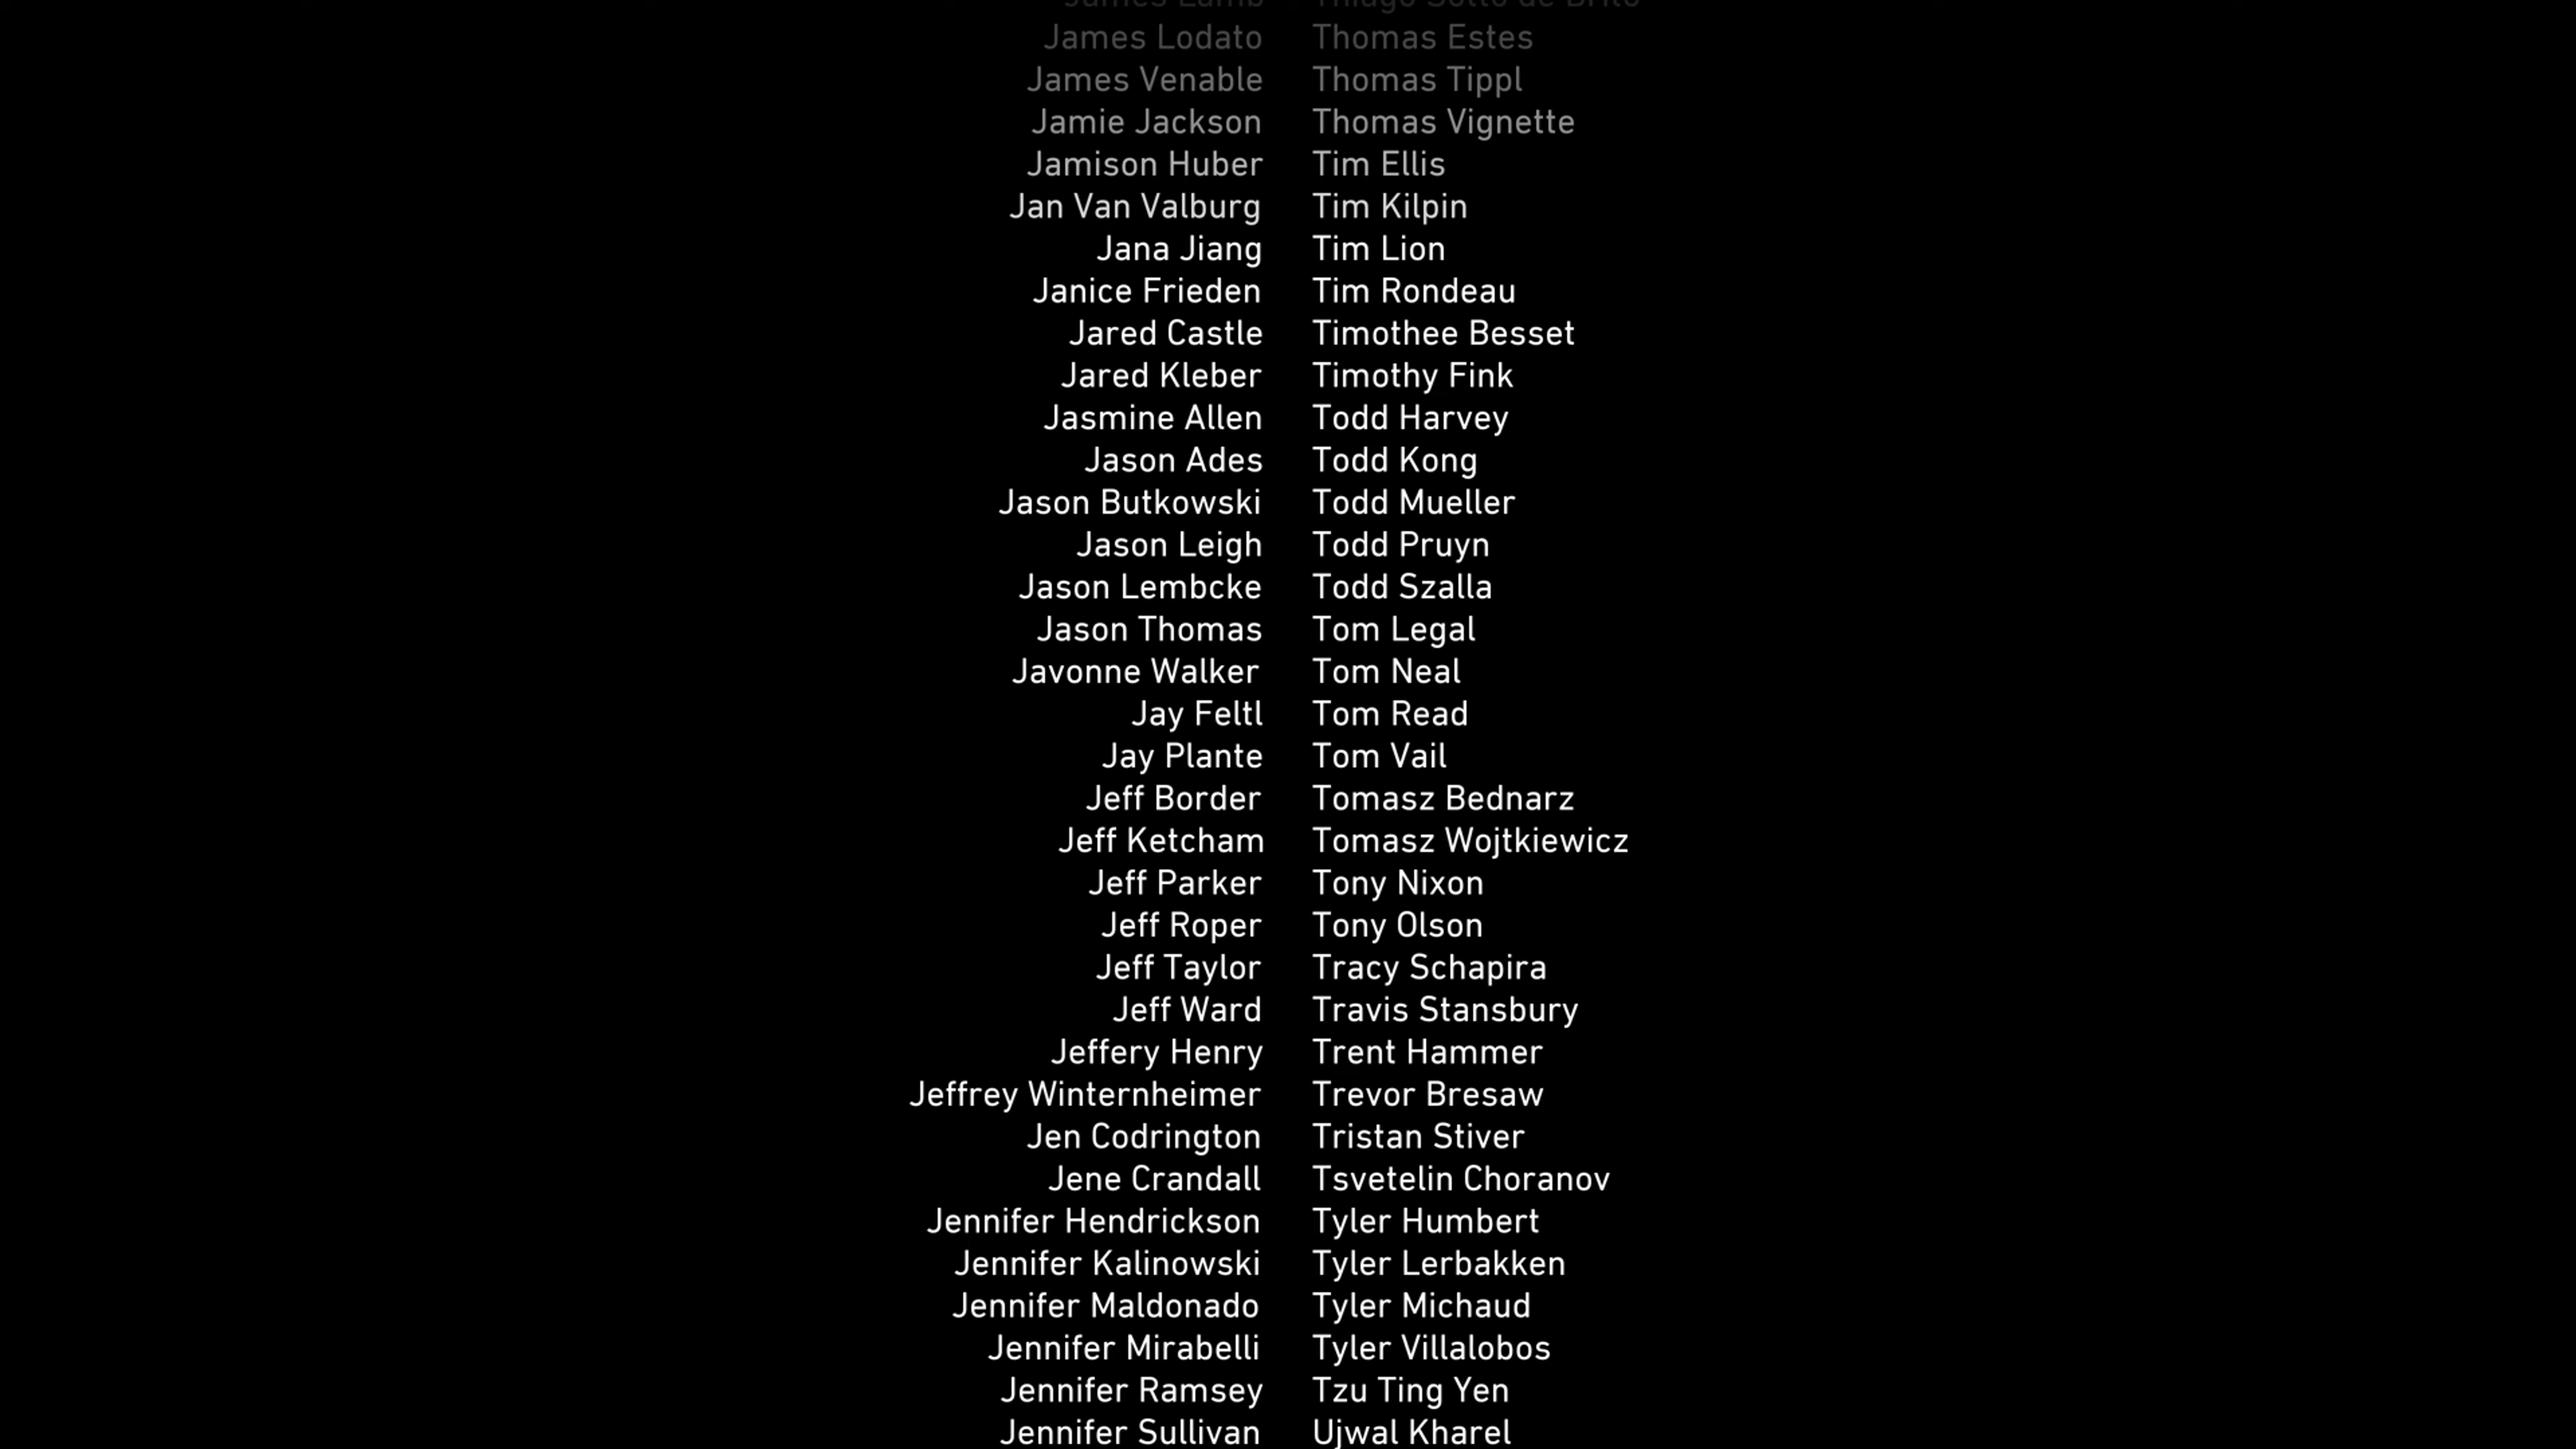 James Lamb Thiago Sotto de Brito
James Lodato Thomas Estes
James Venable Thomas Tippl
Jamie Jackson Thomas Vignette
Jamison Huber Tim Ellis
Jan Van Valburg Tim Kilpin
Jana Jiang Tim Lion
Janice Frieden Tim Rondeau
Jared Castle Timothee Besset
Jared Kleber Timothy Fink
Jasmine Allen Todd Harvey
Jason Ades Todd Kong
Jason Butkowski Todd Mueller
Jason Leigh Todd Pruyn
Jason Lembcke Todd Szalla
Jason Thomas Tom Legal
Javonne Walker Tom Neal
Jay Feltl Tom Read
Jay Plante Tom Vail
Jeff Border Tomasz Bednarz
Jeff Ketcham Tomasz Wojtkiewicz
Jeff Parker Tony Nixon
Jeff Roper Tony Olson
Jeff Taylor Tracy Schapira
Jeff Ward Travis Stansbury
Jeffery Henry Trent Hammer
Jeffrey Winternheimer Trevor Bresaw
Jen Codrington Tristan Stiver
Jene Crandall Tsvetelin Choranov
Jennifer Hendrickson Tyler Humbert
Jennifer Kalinowski Tyler Lerbakken
Jennifer Maldonado Tyler Michaud
Jennifer Mirabelli Tyler Villalobos
Jennifer Ramsey Tzu Ting Yen
Jennifer Sullivan Ujwal Kharel